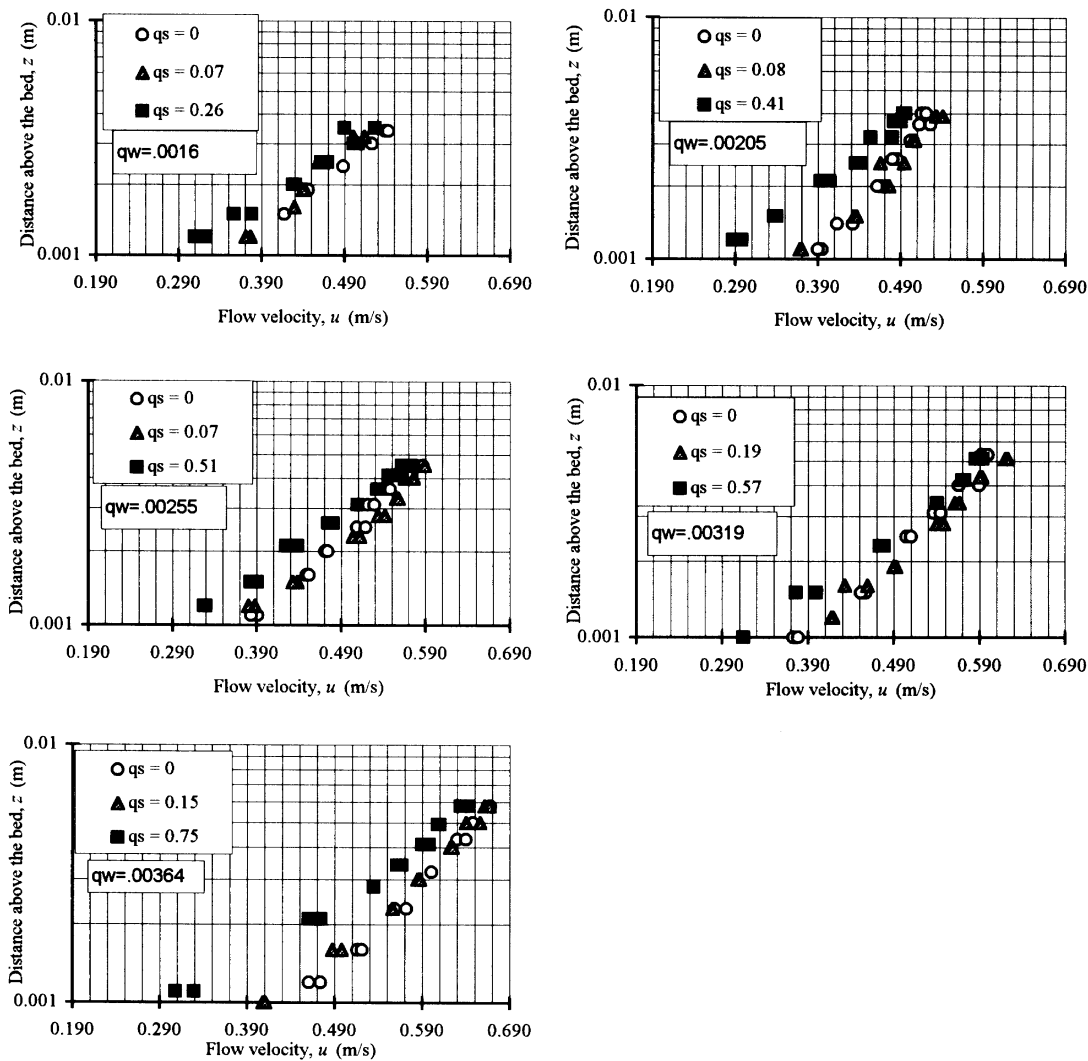 0.01
qs = 0
qs = 0.07
qs = 0.26
qw=.0016
Distance above the bed, z (m)
0.001
0.190 0.290 0.390 0.490 0.590 0.690
Flow velocity, u (m/s)
0.01
qs = 0
qs = 0.08
qs = 0.41
qw=.00205
Distance above the bed, z (m)
0.001
0.190 0.290 0.390 0.490 0.590 0.690
Flow velocity, u (m/s)
0.01
qs = 0
qs = 0.07
qs = 0.51
qw=.00255
Distance above the bed, z (m)
0.001
0.190 0.290 0.390 0.490 0.590 0.690
Flow velocity, u (m/s)
0.01
qs = 0
qs = 0.19
qs = 0.57
qw=.00319
Distance above the bed, z (m)
0.001
0.190 0.290 0.390 0.490 0.590 0.690
Flow velocity, u (m/s)
0.01
qs = 0
qs = 0.15
qs = 0.75
qw=.00364
Distance above the bed, z (m)
0.001
0.190 0.290 0.390 0.490 0.590 0.690
Flow velocity, u (m/s)